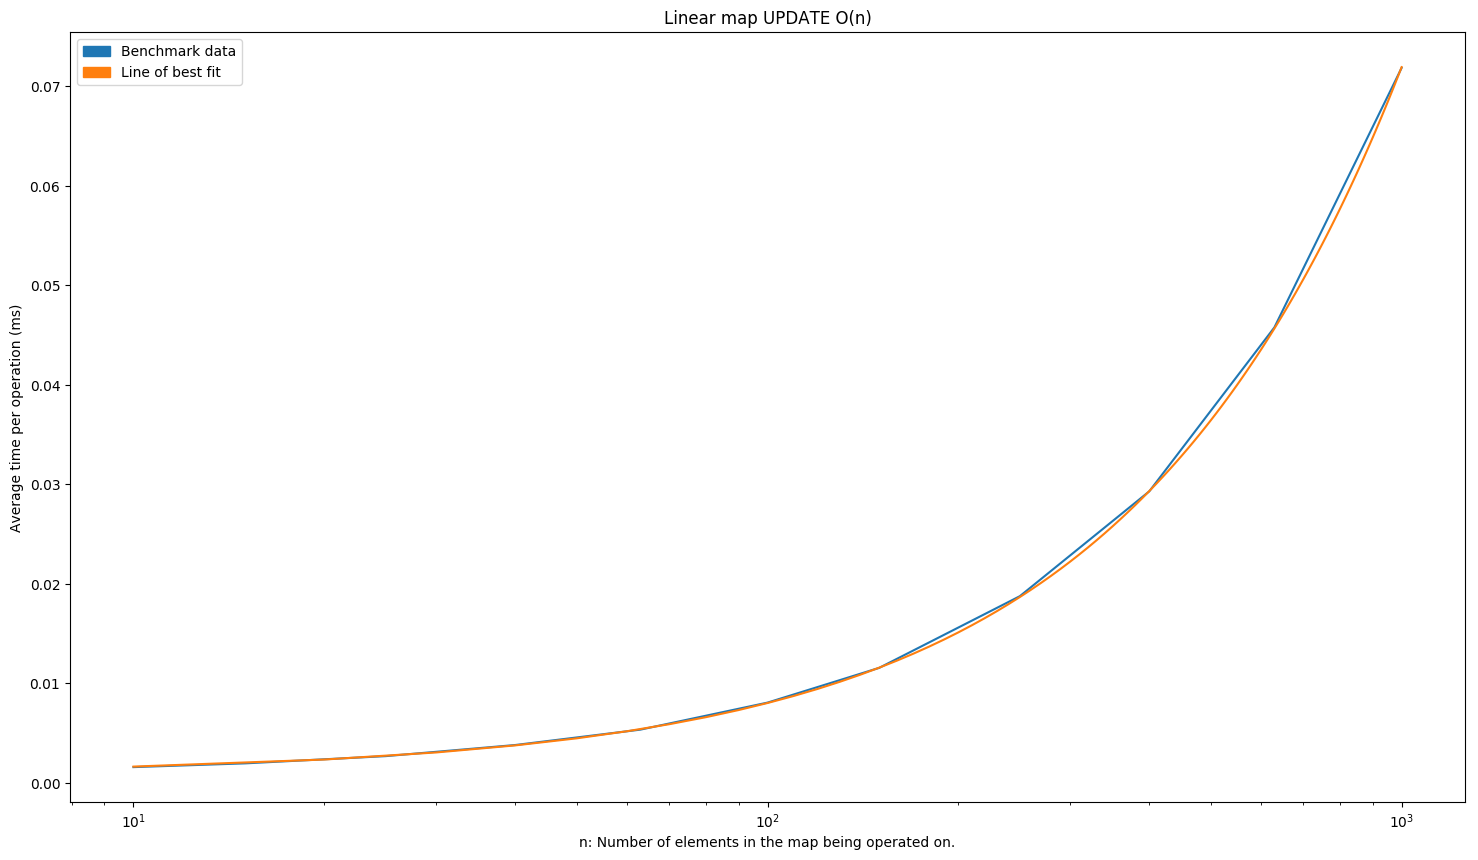 Linear map UPDATE O(n)
Benchmark data
Line of best fit
Average time per operation (ms)
0.07
0.06
0.05
0.04
0.03
0.02
0.01
0.00
10¹
10²
10³
n: Number of elements in the map being operated on.